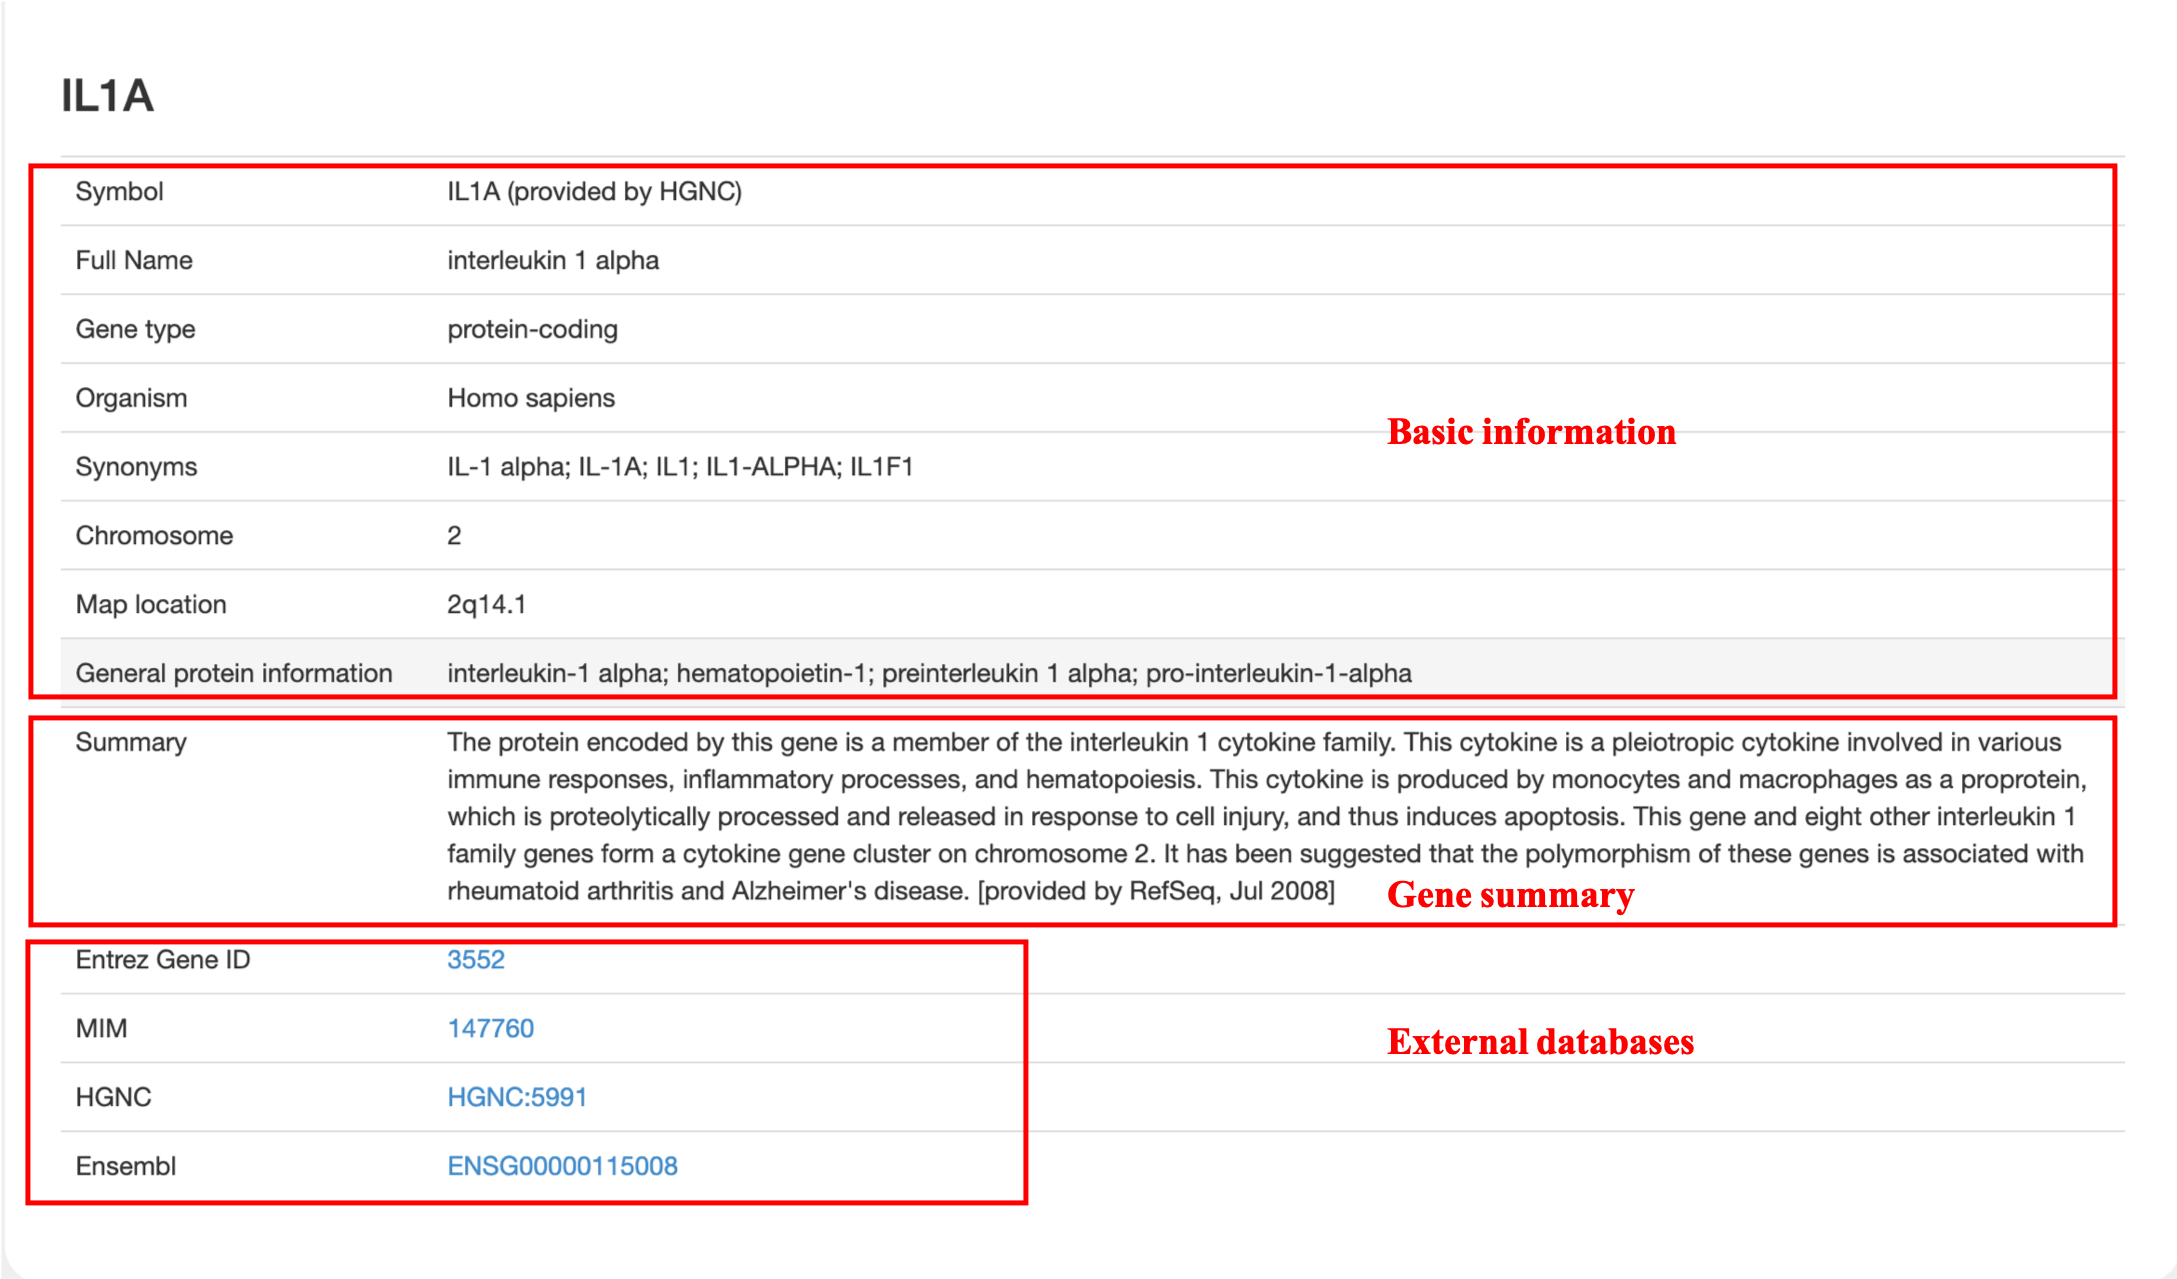 IL1A
Symbol IL1A (provided by HGNC)
Full Name interleukin 1 alpha
Gene type protein-coding
Organism Homo sapiens
Basic information
Synonyms IL-1 alpha; IL-1A; IL1; IL1-ALPHA; IL1F1
Chromosome 2
Map location 2q14.1
General protein information interleukin-1 alpha; hematopoietin-1; preinterleukin 1 alpha; pro-interleukin-1-alpha
Summary The protein encoded by this gene is a member of the interleukin 1 cytokine family. This cytokine is a pleiotropic cytokine involved in various
immune responses, inflammatory processes, and hematopoiesis. This cytokine is produced by monocytes and macrophages as a proprotein,
which is proteolytically processed and released in response to cell injury, and thus induces apoptosis. This gene and eight other interleukin 1
family genes form a cytokine gene cluster on chromosome 2. It has been suggested that the polymorphism of these genes is associated with
rheumatoid arthritis and Alzheimer's disease. [provided by RefSeq, Jul 2008] Gene summary
Entrez Gene ID 3552
MIM 147760
External databases
HGNC HGNC:5991
Ensembl ENSG00000115008